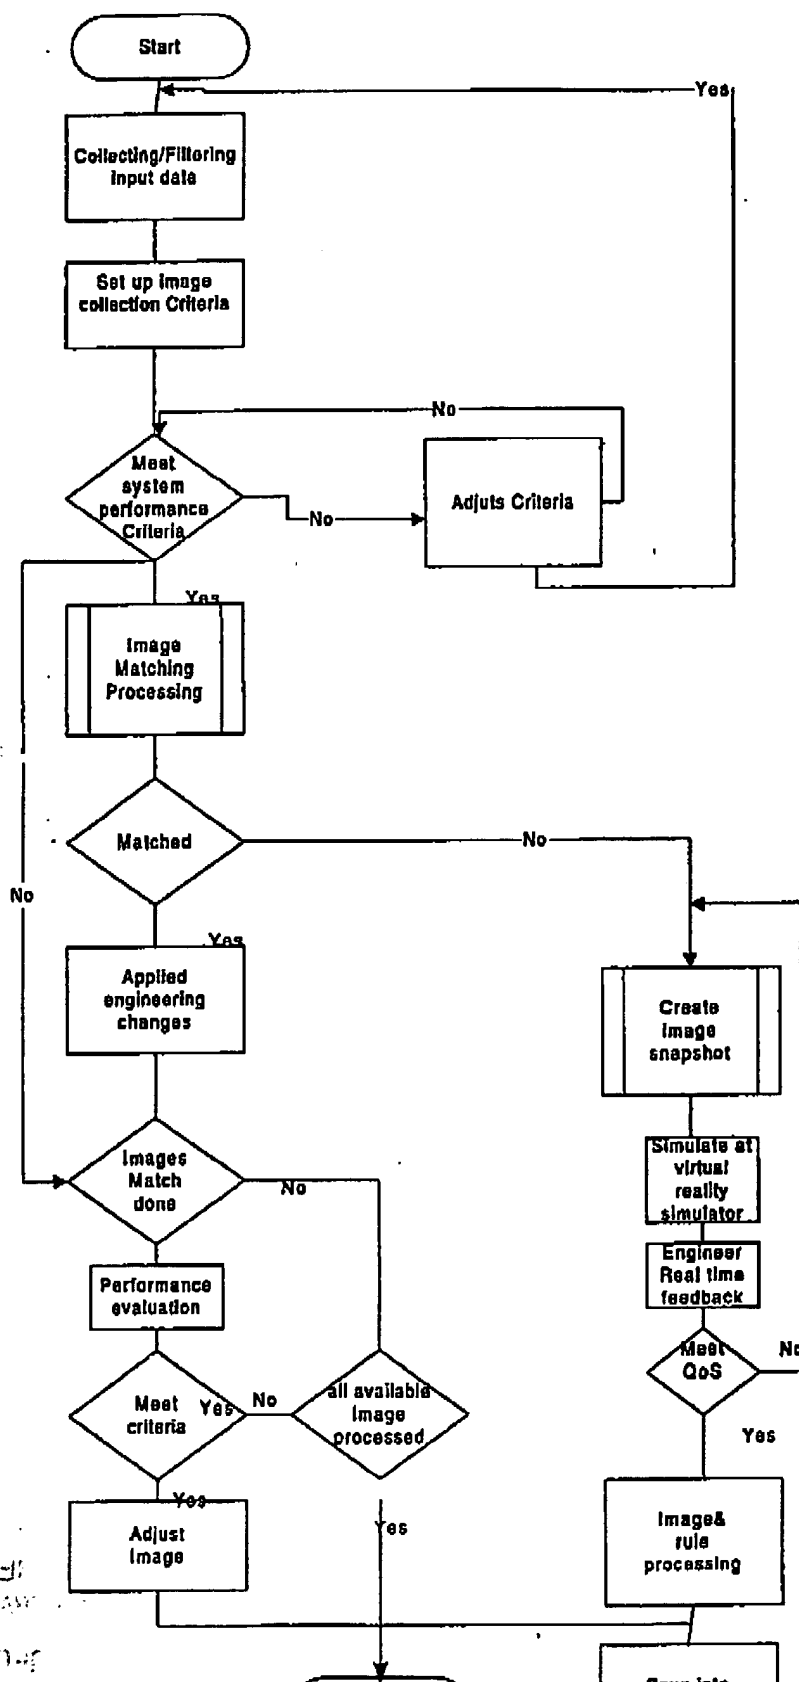 Start
Yes
Collecting/Filtering
input data
Set up image
collection Criteria
No
Meet
system
performance
Criteria
No
Adjuts Criteria
Yes
Image
Matching
Processing
Matched
No
No
Yes
Applied
engineering
changes
Create
image
snapshot
Images
Match
done
No
Simulate at
virtual
reality
simulator
Performance
evaluation
Engineer
Real time
feedback
Meet
QoS
No
Meet
criteria
Yes
No
all available
image
processed
Yes
Yes
Adjust
image
Yes
Image&
rule
processing